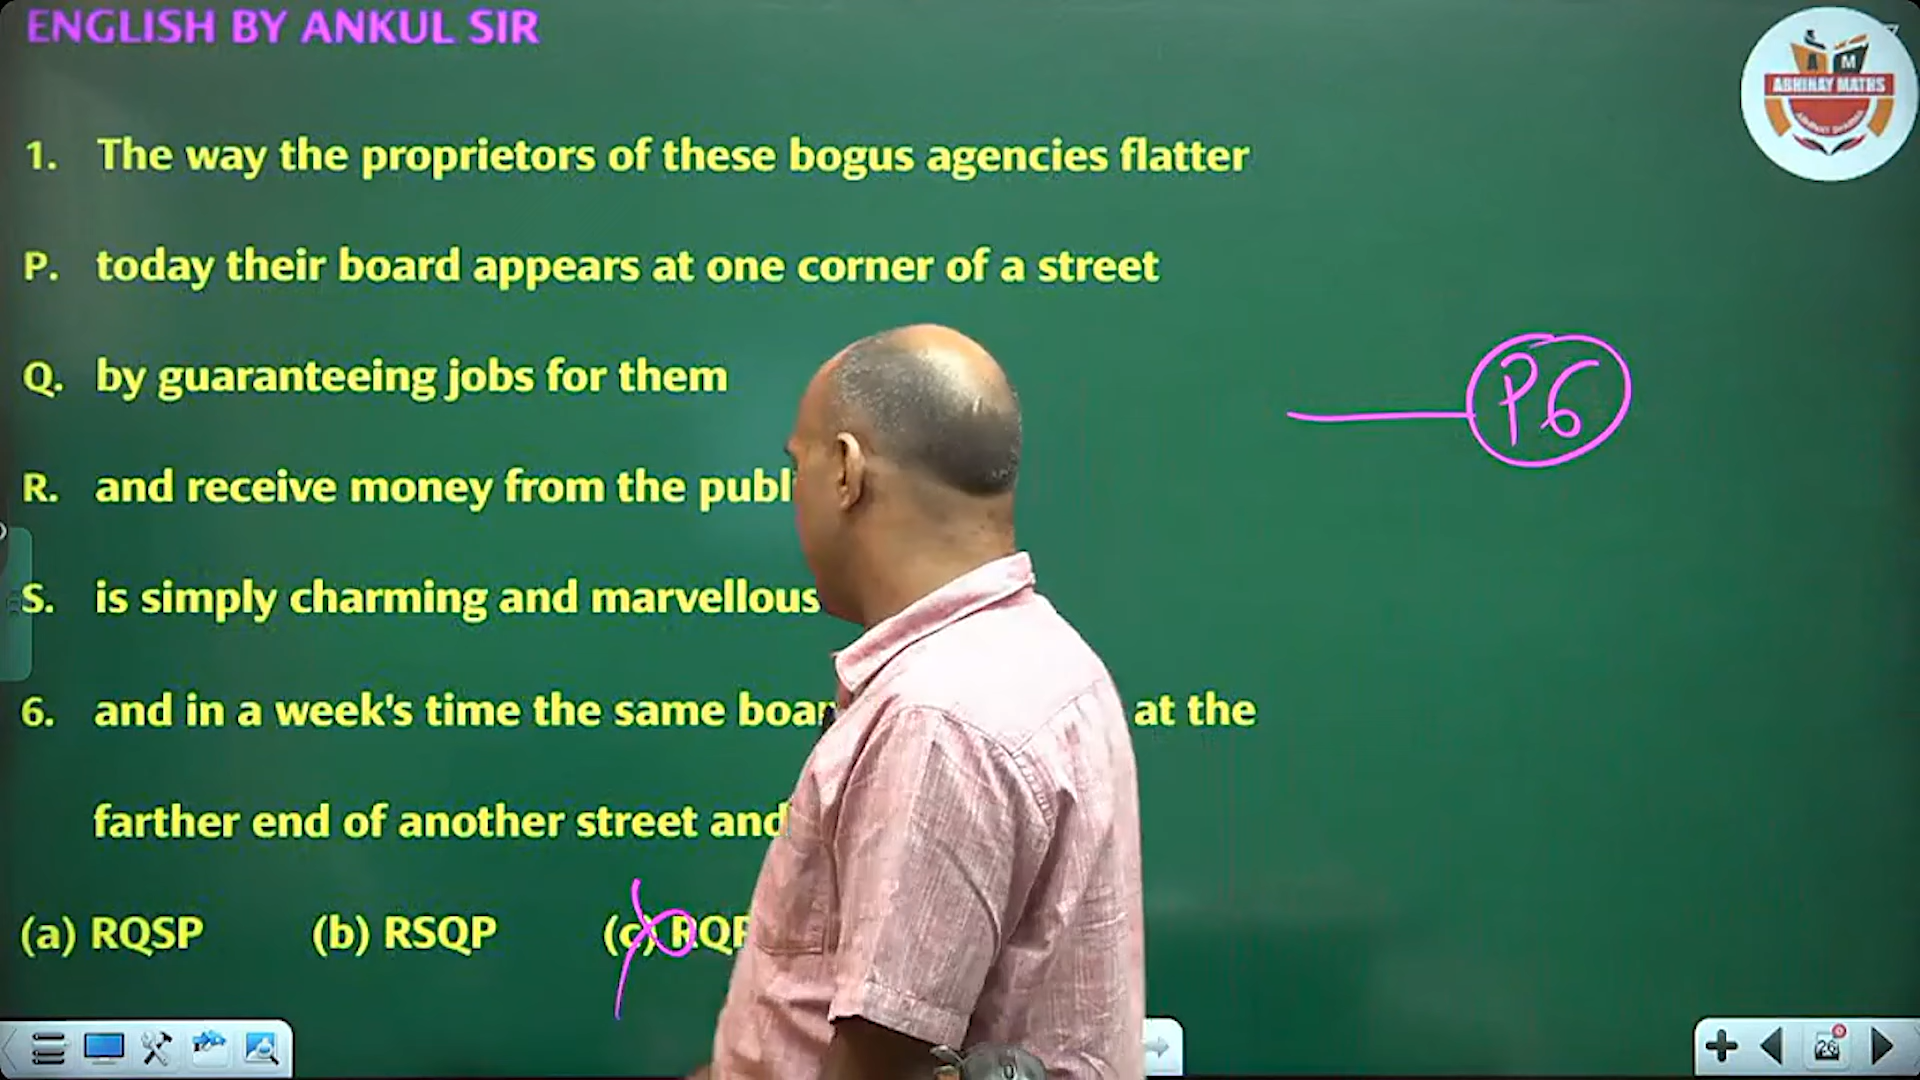 ENGLISH BY ANKUL SIR
A M
ABHINAY MATHS
1. The way the proprietors of these bogus agencies flatter
P. today their board appears at one corner of a street
Q. by guaranteeing jobs for them
P6
R. and receive money from the
S. is simply charming and marvellous
6. and in a week's time the same at the
farther end of another street and
(a) RQSP (b) RSQP (c)
26